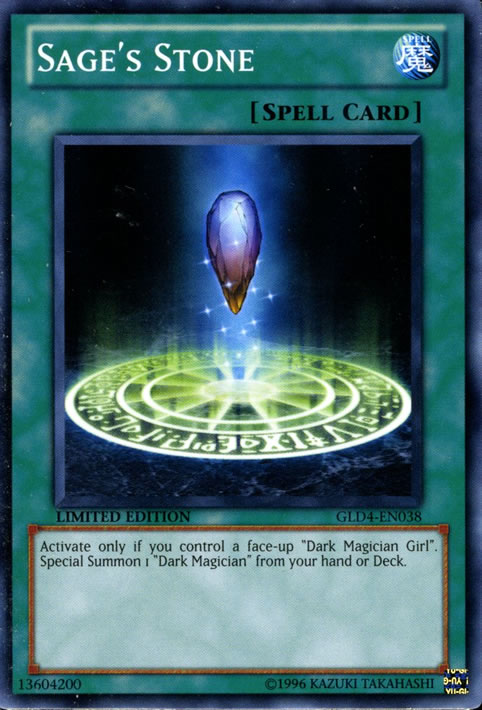 SAGE'S STONE
SPELL
魔
[SPELL CARD]
LIMITED EDITION
GLD4-EN038
Activate only if you control a face-up "Dark Magician Girl".
Special Summon 1 "Dark Magician" from your hand or Deck.
13604200
©1996 KAZUKI TAKAHASHI